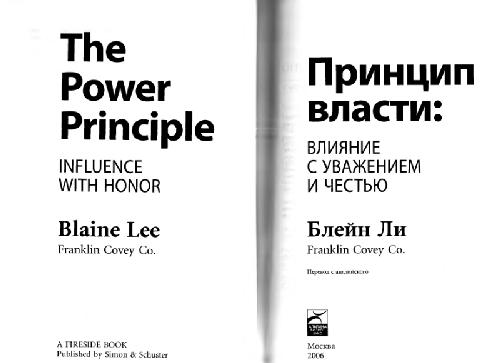 The
Power
Principle
INFLUENCE
WITH HONOR
Blaine Lee
Franklin Covey Co.
A FIRESIDE BOOK
Published by Simon & Schuster
Принцип
власти:
ВЛИЯНИЕ
С УВАЖЕНИЕМ
И ЧЕСТЬЮ
Блейн Ли
Franklin Covey Co.
Перевод с английского
Москва
2006